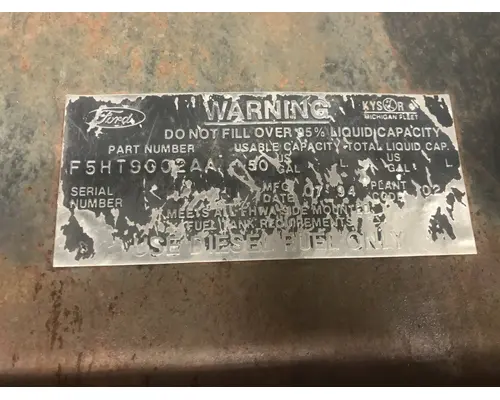 Ford
WARNING
KYSOR
MICHIGAN FLEET
DO NOT FILL OVER 95% LIQUID CAPACITY
PART NUMBER USABLE CAPACITY TOTAL LIQUID CAP.
F5HT9002AA 50 US GAL L US GAL L
SERIAL NUMBER MFG DATE 07 94 PLANT CODE 02
MEETS ALL FHWA SIDE MOUNT
FUEL TANK REQUIREMENTS
USE DIESEL FUEL ONLY